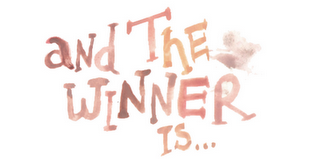 AND THE
WINNER
IS...